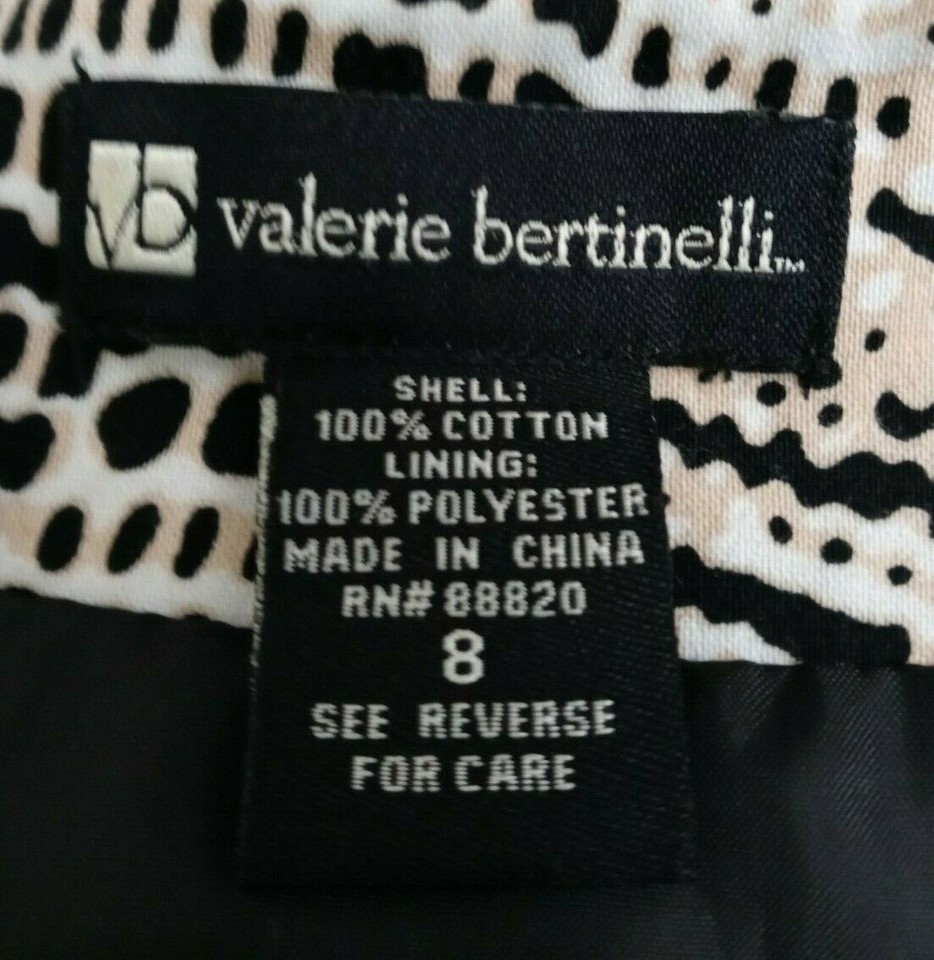 VB valerie bertinelli™
SHELL:
100% COTTON
LINING:
100% POLYESTER
MADE IN CHINA
RN# 88820
8
SEE REVERSE
FOR CARE